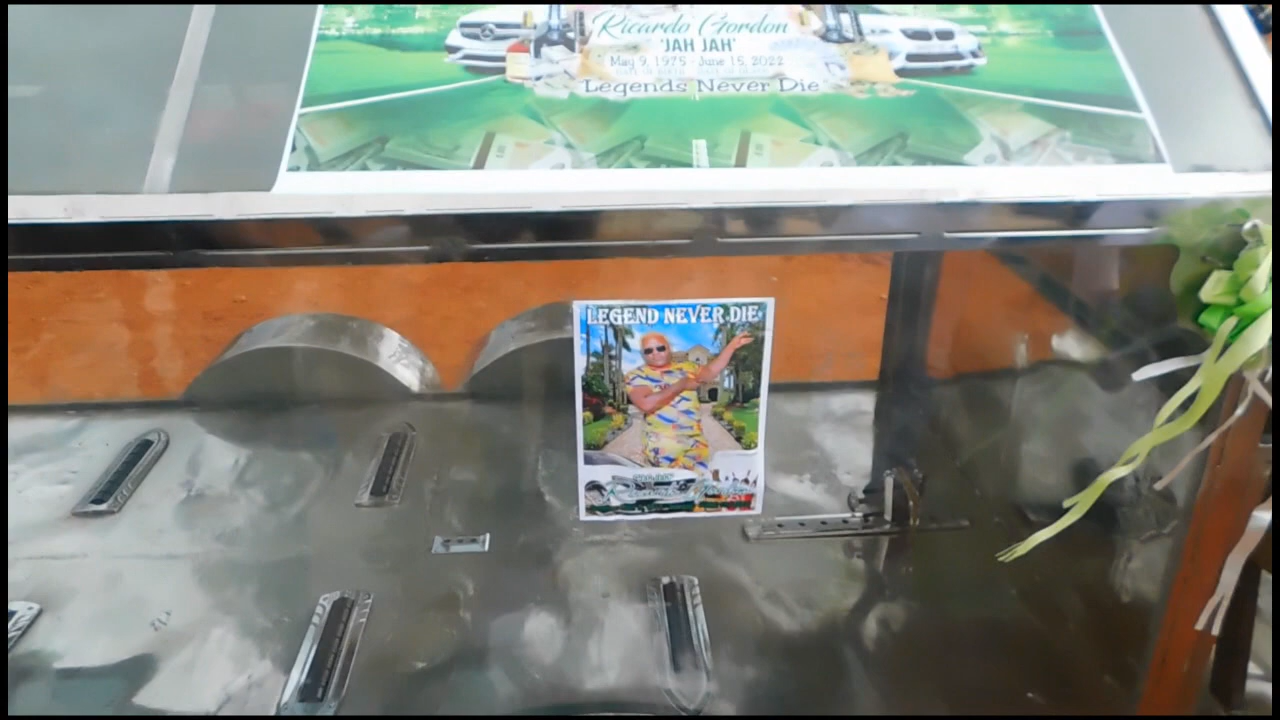 Ricardo Gordon
'JAH JAH'
May 9, 1975 - June 15, 2022
Legends Never Die
LEGEND NEVER DIE